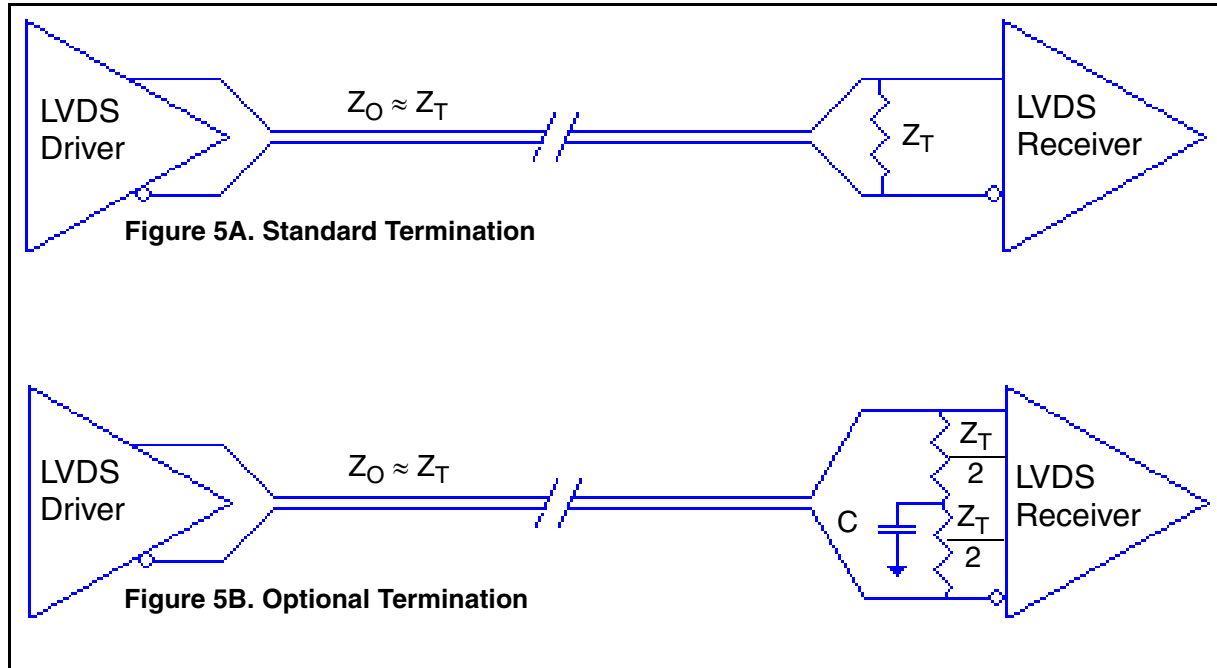 LVDS
Driver
Z_O ≈ Z_T
Z_T
LVDS
Receiver
Figure 5A. Standard Termination
LVDS
Driver
Z_O ≈ Z_T
C
Z_T
2
Z_T
2
LVDS
Receiver
Figure 5B. Optional Termination